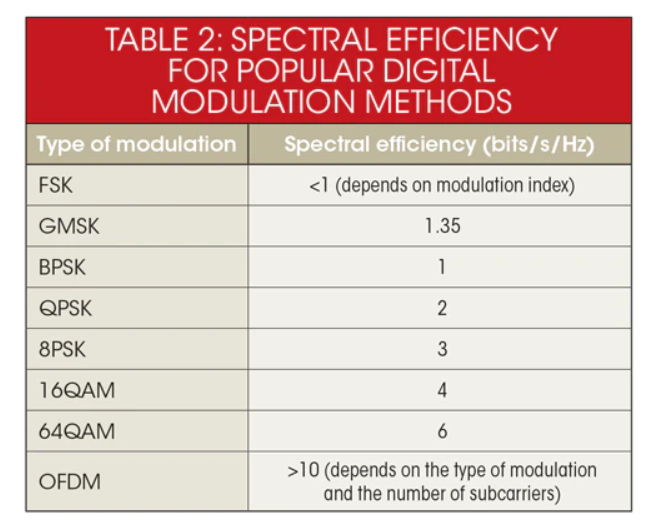 TABLE 2: SPECTRAL EFFICIENCY
FOR POPULAR DIGITAL
MODULATION METHODS
Type of modulation Spectral efficiency (bits/s/Hz)
FSK <1 (depends on modulation index)
GMSK 1.35
BPSK 1
QPSK 2
8PSK 3
16QAM 4
64QAM 6
OFDM >10 (depends on the type of modulation
and the number of subcarriers)